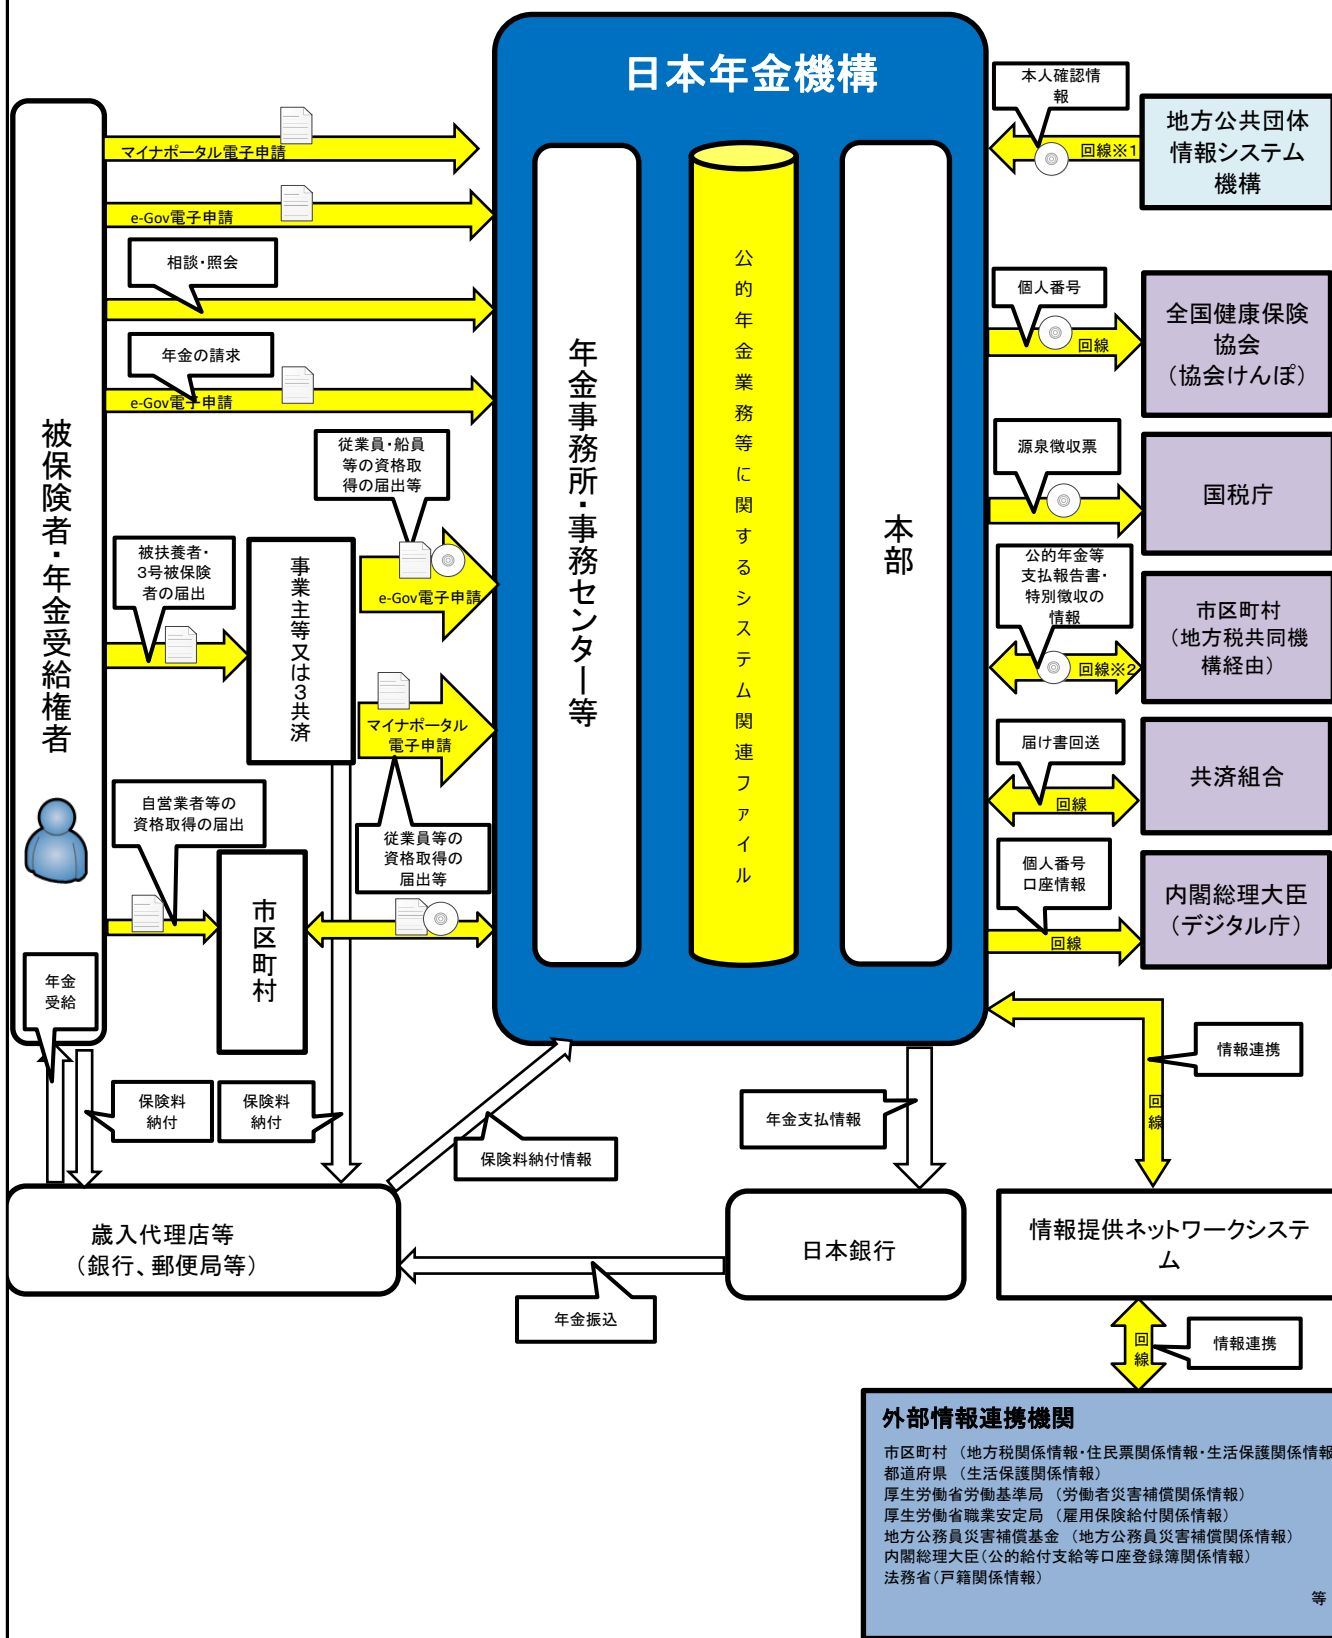 日本年金機構
本人確認情
報
地方公共団体
情報システム
機構
回線※1
マイナポータル電子申請
e-Gov電子申請
相談・照会
年金の請求
e-Gov電子申請
個人番号
回線
全国健康保険
協会
（協会けんぽ）
源泉徴収票
国税庁
公的年金等
支払報告書・
特別徴収の
情報
回線※2
市区町村
（地方税共同機
構経由）
届け書回送
回線
共済組合
個人番号
口座情報
回線
内閣総理大臣
（デジタル庁）
年金事務所・事務センター等
公的年金業務等に関するシステム関連ファイル
本部
被保険者・年金受給権者
従業員・船員
等の資格取
得の届出等
被扶養者・
3号被保険
者の届出
事業主等又は3共済
e-Gov電子申請
マイナポータル
電子申請
従業員等の
資格取得の
届出等
自営業者等の
資格取得の届出
市区町村
年金
受給
保険料
納付
保険料
納付
保険料納付情報
年金支払情報
情報連携
回線
歳入代理店等
（銀行、郵便局等）
年金振込
日本銀行
情報提供ネットワークシステ
ム
回線
情報連携
外部情報連携機関
市区町村 （地方税関係情報・住民票関係情報・生活保護関係情報
都道府県 （生活保護関係情報）
厚生労働省労働基準局 （労働者災害補償関係情報）
厚生労働省職業安定局 （雇用保険給付関係情報）
地方公務員災害補償基金 （地方公務員災害補償関係情報）
内閣総理大臣（公的給付支給等口座登録簿関係情報）
法務省（戸籍関係情報）
等